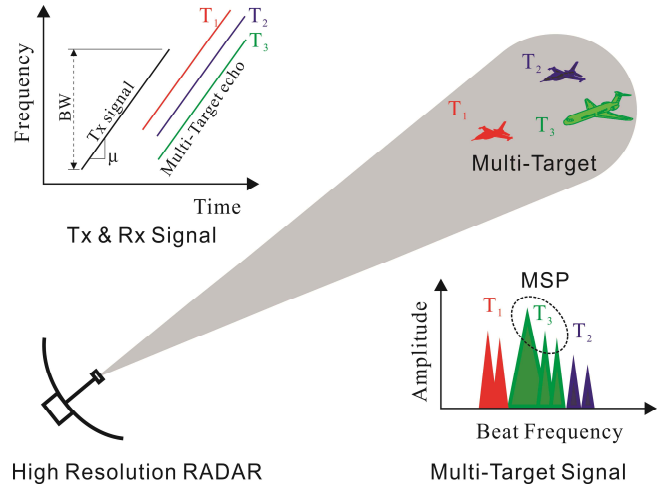 Frequency
BW
Tx signal
μ
T1
T2
T3
Multi-Target echo
Time
Tx & Rx Signal
T2
T1
T3
Multi-Target
MSP
T1
T3
T2
Amplitude
Beat Frequency
High Resolution RADAR
Multi-Target Signal